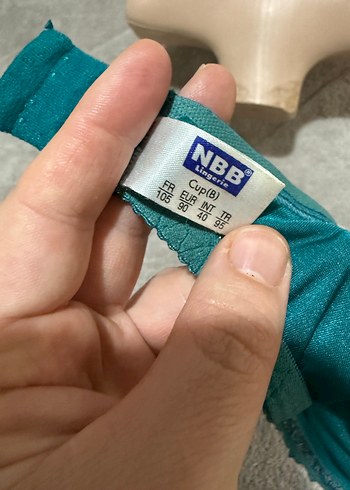 NBB®
Lingerie
Cup(B)
FR EUR INT TR
105 90 40 95